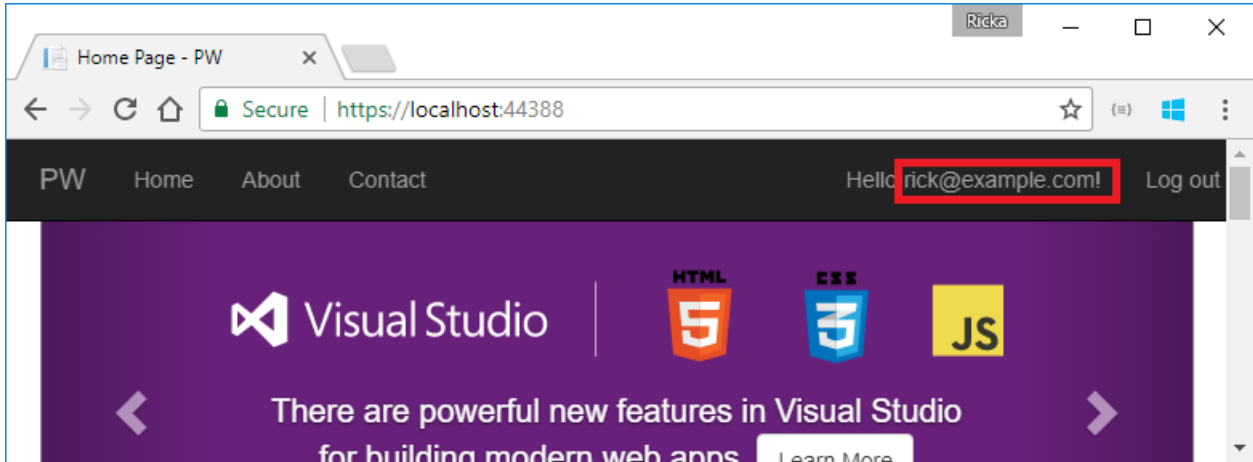 Ricka
Home Page - PW
Secure | https://localhost:44388
PW Home About Contact Hello rick@example.com! Log out
HTML CSS
Visual Studio 5 3 JS
There are powerful new features in Visual Studio
for building modern web apps. Learn More